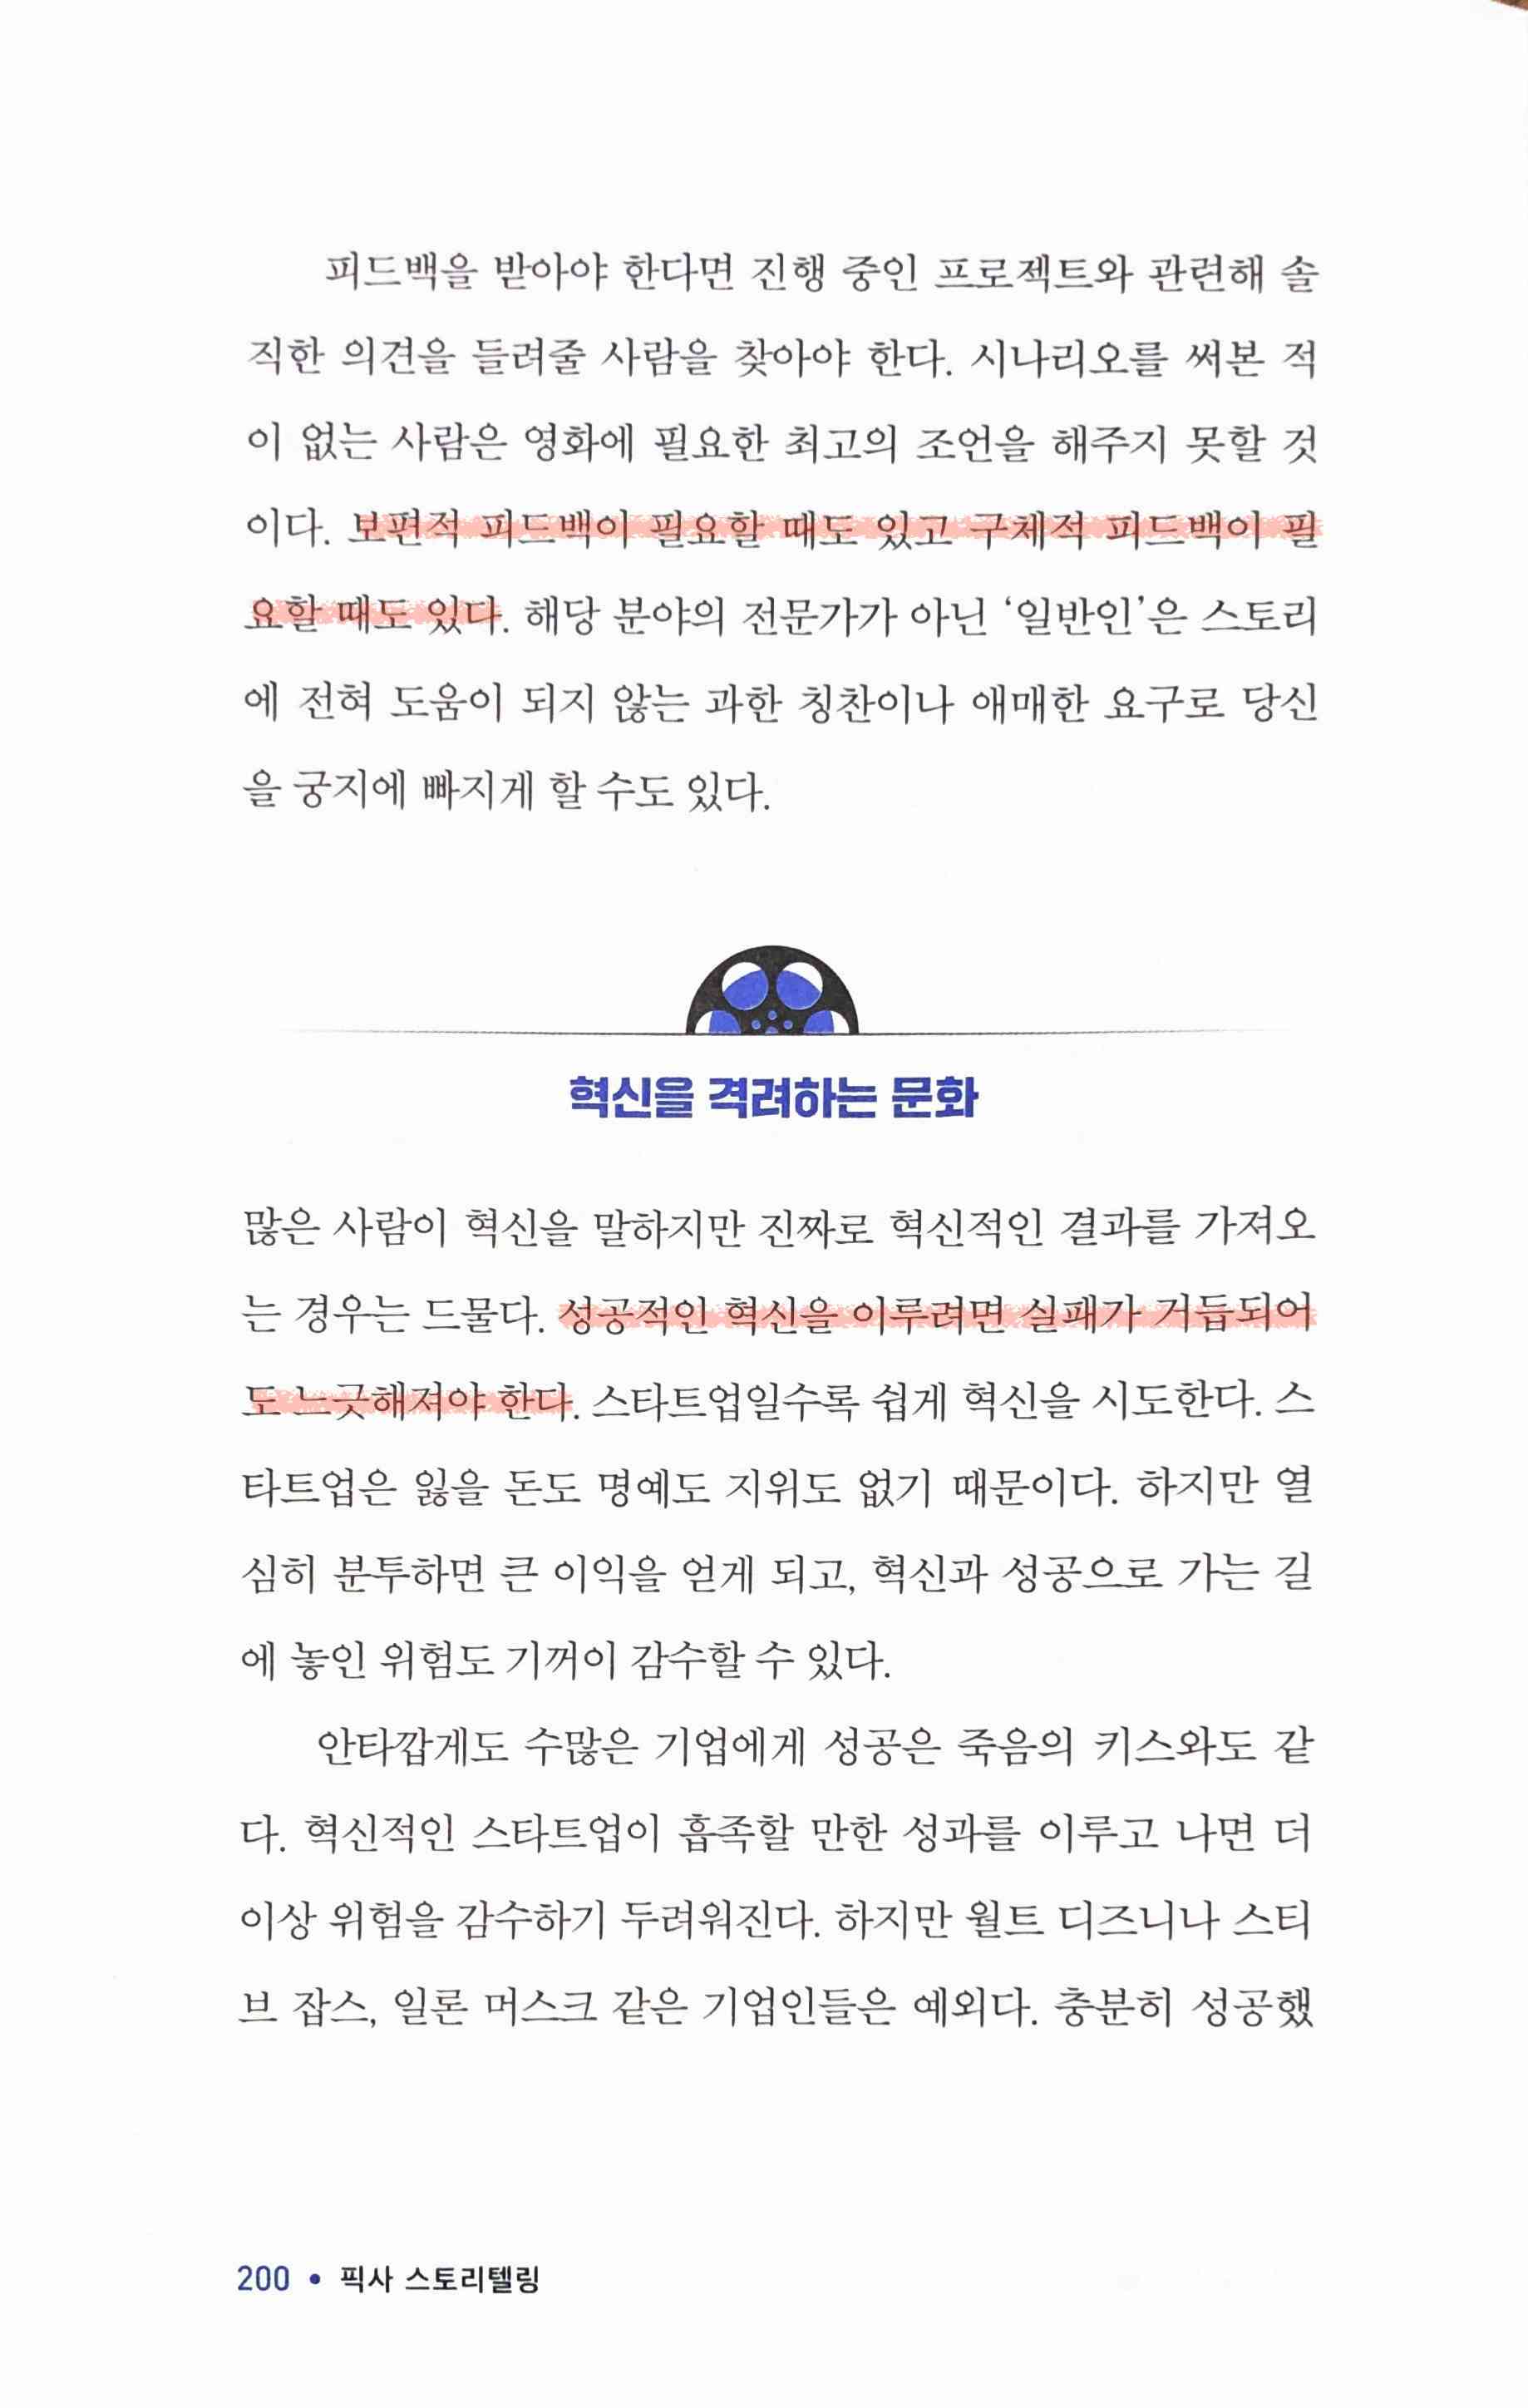 피드백을 받아야 한다면 진행 중인 프로젝트와 관련해 솔
직한 의견을 들려줄 사람을 찾아야 한다. 시나리오를 써본 적
이 없는 사람은 영화에 필요한 최고의 조언을 해주지 못할 것
이다. 보편적 피드백이 필요할 때도 있고 구체적 피드백이 필
요할 때도 있다. 해당 분야의 전문가가 아닌 ‘일반인’은 스토리
에 전혀 도움이 되지 않는 과한 칭찬이나 애매한 요구로 당신
을 궁지에 빠지게 할 수도 있다.
혁신을 격려하는 문화
많은 사람이 혁신을 말하지만 진짜로 혁신적인 결과를 가져오
는 경우는 드물다. 성공적인 혁신을 이루려면 실패가 거듭되어
도 느긋해져야 한다. 스타트업일수록 쉽게 혁신을 시도한다. 스
타트업은 잃을 돈도 명예도 지위도 없기 때문이다. 하지만 열
심히 분투하면 큰 이익을 얻게 되고, 혁신과 성공으로 가는 길
에 놓인 위험도 기꺼이 감수할 수 있다.
안타깝게도 수많은 기업에게 성공은 죽음의 키스와도 같
다. 혁신적인 스타트업이 흡족할 만한 성과를 이루고 나면 더
이상 위험을 감수하기 두려워진다. 하지만 월트 디즈니나 스티
브 잡스, 일론 머스크 같은 기업인들은 예외다. 충분히 성공했
200 • 픽사 스토리텔링